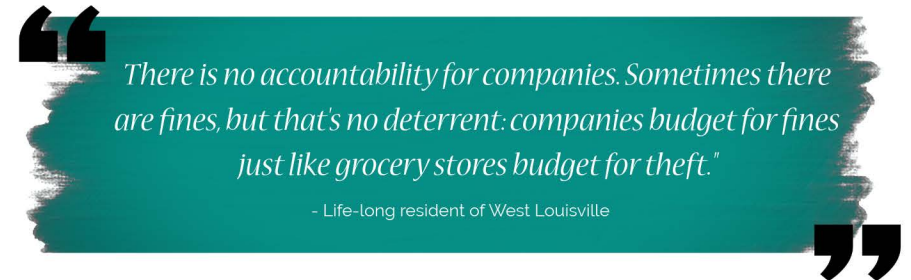 There is no accountability for companies. Sometimes there
are fines, but that's no deterrent: companies budget for fines
just like grocery stores budget for theft."
- Life-long resident of West Louisville